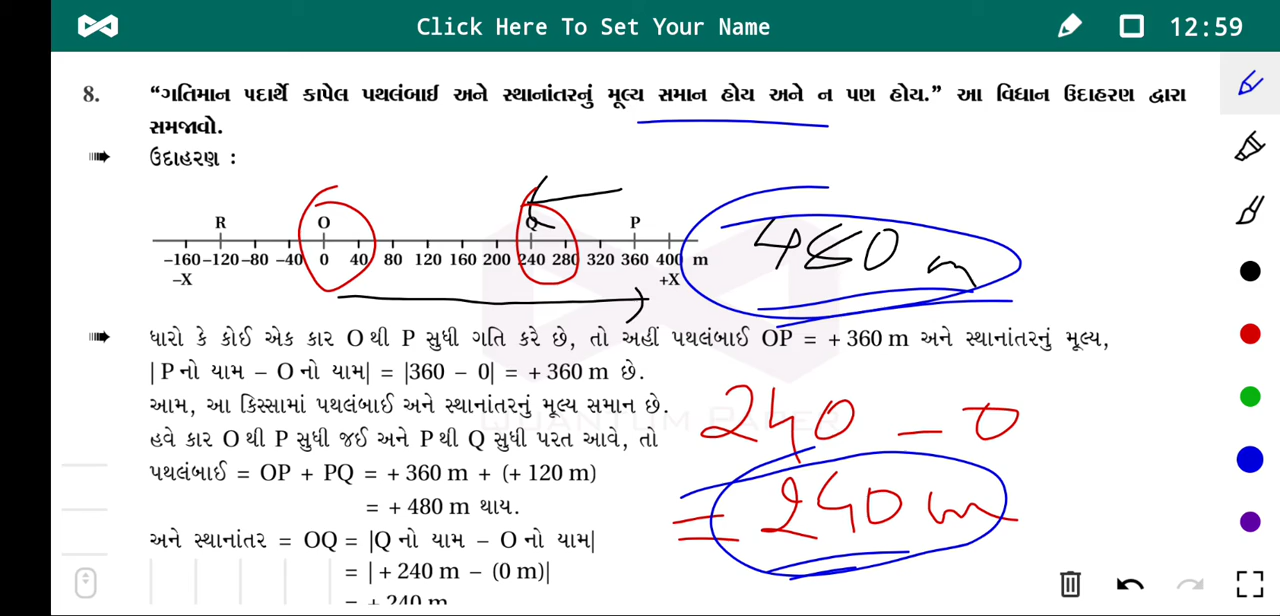 Click Here To Set Your Name
12:59
8. “ગતિમાન પદાર્થે કાપેલ પથલંબાઈ અને સ્થાનાંતરનું મૂલ્ય સમાન હોય અને ન પણ હોય.” આ વિધાન ઉદાહરણ દ્વારા
સમજાવો.
ઉદાહરણ :
R O Q P
−160 −120 −80 −40 0 40 80 120 160 200 240 280 320 360 400 m
−X +X
480 m
ધારો કે કોઈ એક કાર O થી P સુધી ગતિ કરે છે, તો અહીં પથલંબાઈ OP = + 360 m અને સ્થાનાંતરનું મૂલ્ય,
| P નો યામ − O નો યામ| = |360 − 0| = + 360 m છે.
આમ, આ કિસ્સામાં પથલંબાઈ અને સ્થાનાંતરનું મૂલ્ય સમાન છે.
240 − 0
હવે કાર O થી P સુધી જઈ અને P થી Q સુધી પરત આવે, તો
પથલંબાઈ = OP + PQ = + 360 m + (+ 120 m)
= + 480 m થાય.
= 240 m
અને સ્થાનાંતર = OQ = |Q નો યામ − O નો યામ|
= | + 240 m − (0 m)|
= + 240 m